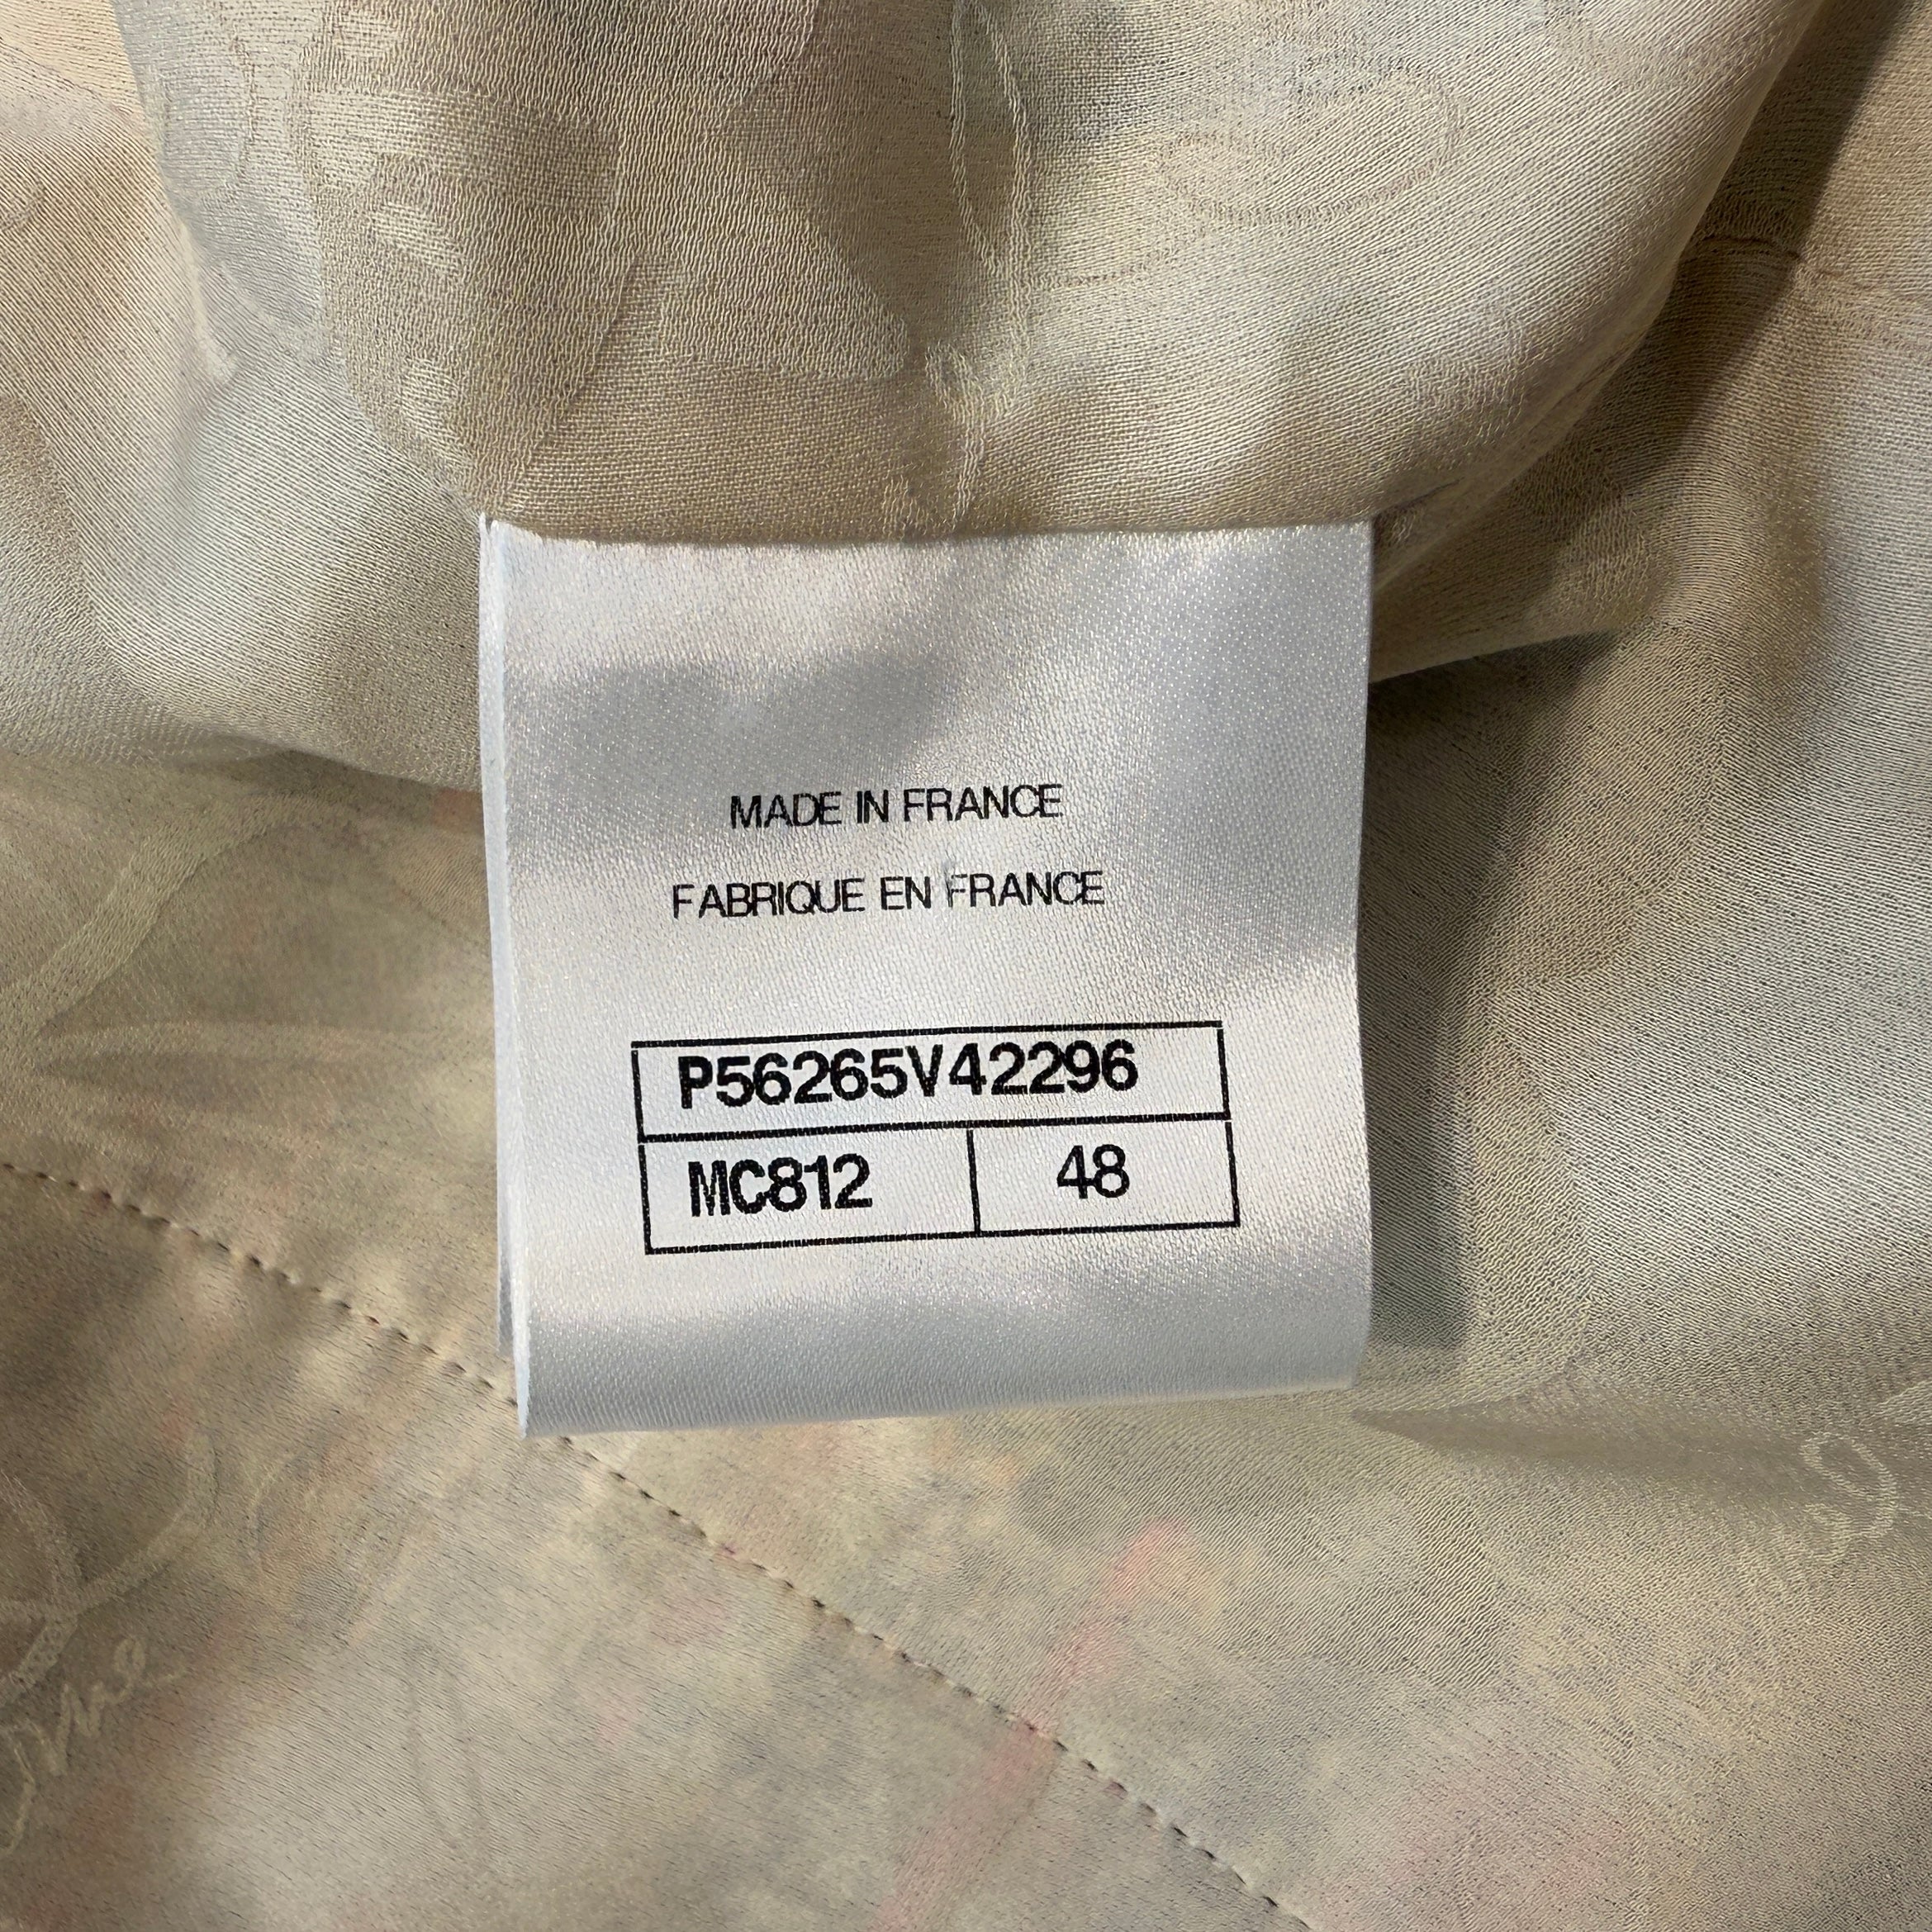 MADE IN FRANCE
FABRIQUE EN FRANCE
P56265V42296
MC812 48